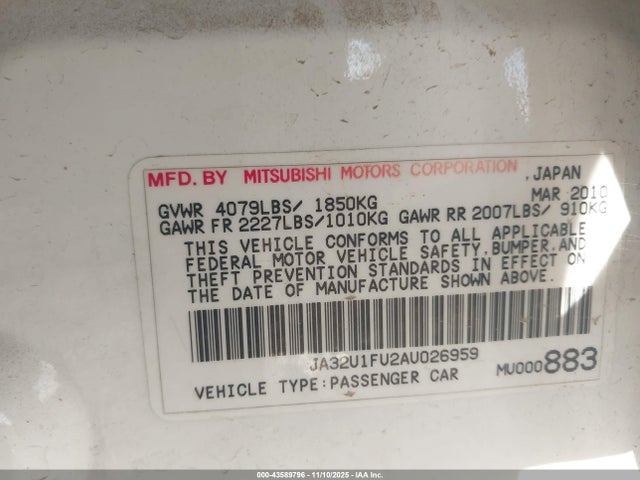 MFD. BY MITSUBISHI MOTORS CORPORATION, JAPAN
GVWR 4079LBS/ 1850KG MAR 2010
GAWR FR 2227LBS/1010KG GAWR RR 2007LBS/ 910KG
THIS VEHICLE CONFORMS TO ALL APPLICABLE
FEDERAL MOTOR VEHICLE SAFETY, BUMPER, AND
THEFT PREVENTION STANDARDS IN EFFECT ON
THE DATE OF MANUFACTURE SHOWN ABOVE.
JA32U1FU2AU026959
VEHICLE TYPE:PASSENGER CAR MU000883
000-43589796 - 11/10/2025 - IAA Inc.